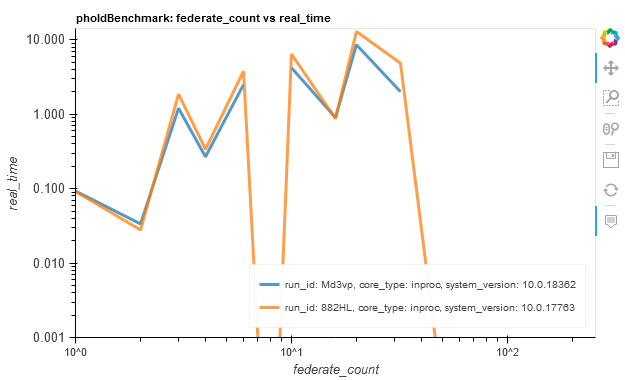 pholdBenchmark: federate_count vs real_time
10.000
1.000
0.100
0.010
0.001
real_time
run_id: Md3vp, core_type: inproc, system_version: 10.0.18362
run_id: 882HL, core_type: inproc, system_version: 10.0.17763
10^0
10^1
10^2
federate_count